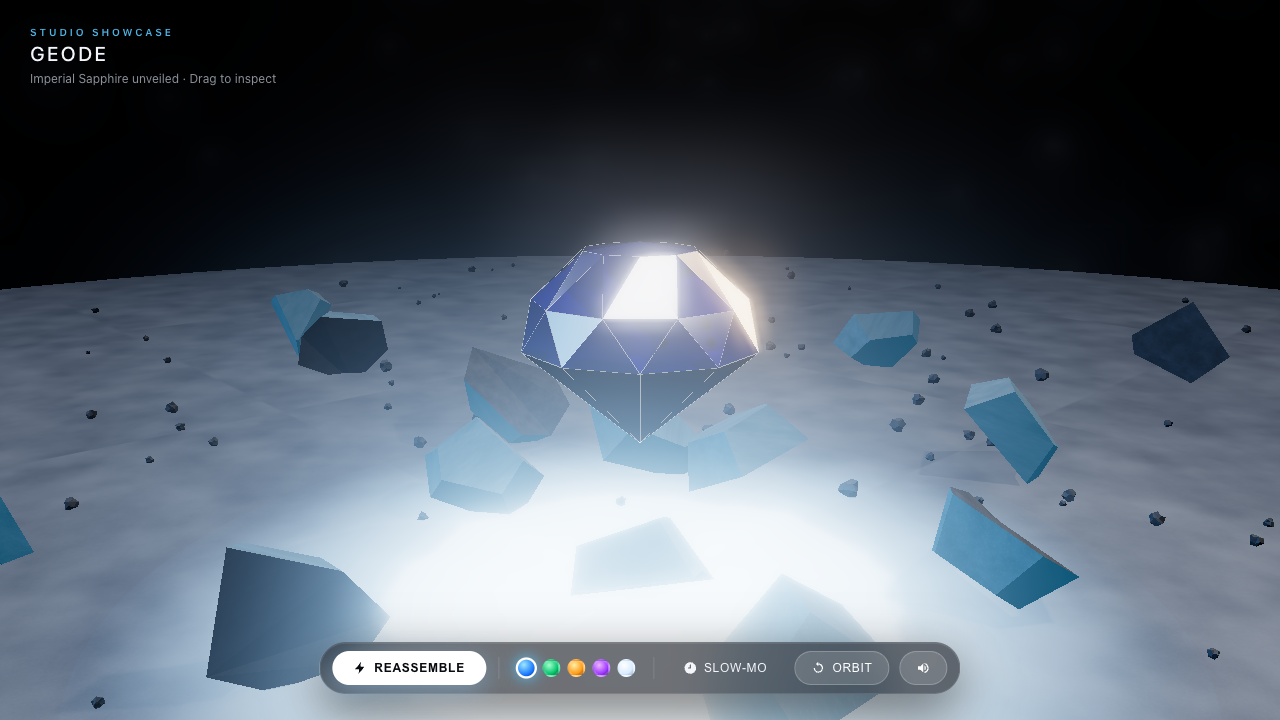 STUDIO SHOWCASE
GEODE
Imperial Sapphire unveiled · Drag to inspect
REASSEMBLE
SLOW-MO
ORBIT